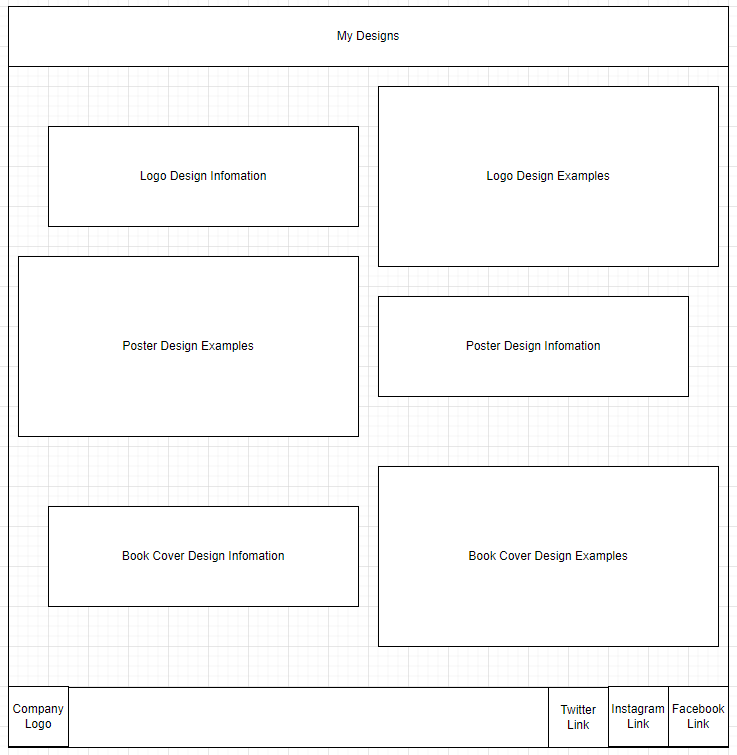 My Designs
Logo Design Infomation
Logo Design Examples
Poster Design Examples
Poster Design Infomation
Book Cover Design Infomation
Book Cover Design Examples
Company
Logo
Twitter
Link
Instagram
Link
Facebook
Link